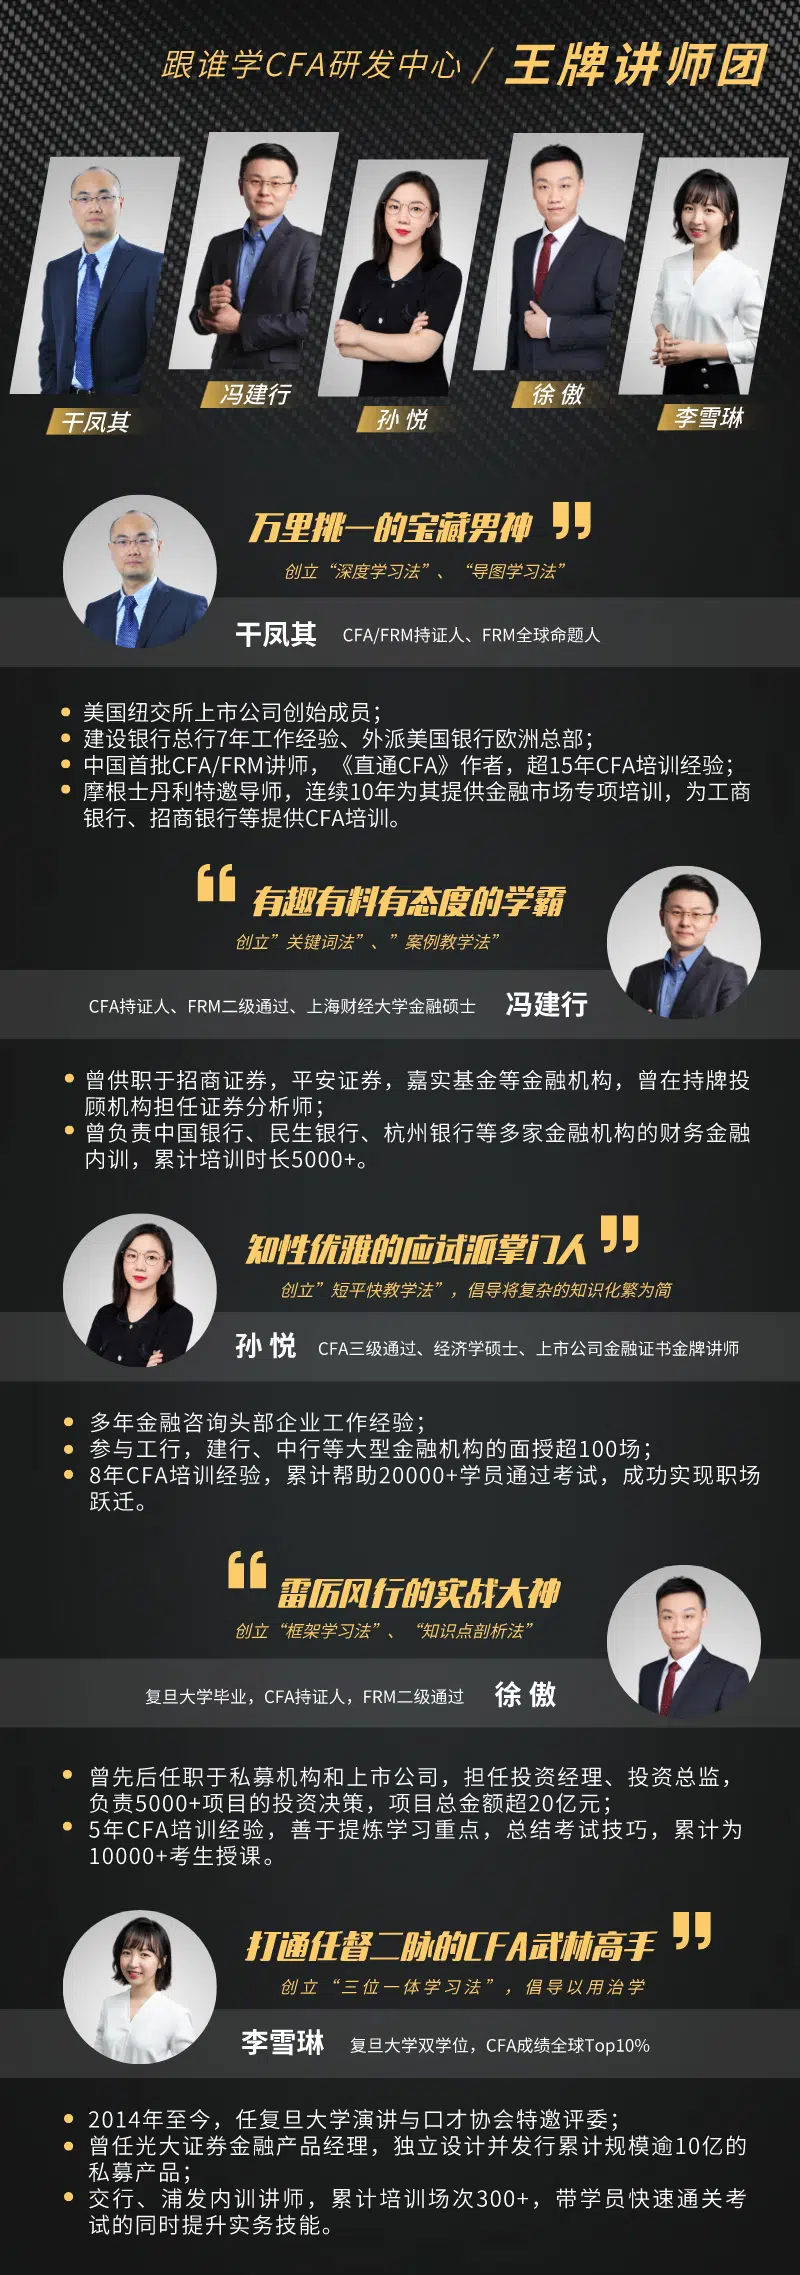 跟谁学CFA研发中心/王牌讲师团
干凤其
冯建行
孙 悦
徐 傲
李雪琳
万里挑一的宝藏男神”
创立“深度学习法”、“导图学习法”
干凤其 CFA/FRM持证人、FRM全球命题人
美国纽交所上市公司创始成员；
建设银行总行7年工作经验、外派美国银行欧洲总部；
中国首批CFA/FRM讲师，《直通CFA》作者，超15年CFA培训经验；
摩根士丹利特邀导师，连续10年为其提供金融市场专项培训，为工商
银行、招商银行等提供CFA培训。
“有趣有料有态度的学霸
创立”关键词法”、”案例教学法”
CFA持证人、FRM二级通过、上海财经大学金融硕士 冯建行
曾供职于招商证券，平安证券，嘉实基金等金融机构，曾在持牌投
顾机构担任证券分析师；
曾负责中国银行、民生银行、杭州银行等多家金融机构的财务金融
内训，累计培训时长5000+。
知性优雅的应试派掌门人”
创立”短平快教学法”，倡导将复杂的知识化繁为简
孙 悦 CFA三级通过、经济学硕士、上市公司金融证书金牌讲师
多年金融咨询头部企业工作经验；
参与工行，建行、中行等大型金融机构的面授超100场；
8年CFA培训经验，累计帮助20000+学员通过考试，成功实现职场
跃迁。
“雷厉风行的实战大神
创立“框架学习法”、“知识点剖析法”
复旦大学毕业，CFA持证人，FRM二级通过 徐 傲
曾先后任职于私募机构和上市公司，担任投资经理、投资总监，
负责5000+项目的投资决策，项目总金额超20亿元；
5年CFA培训经验，善于提炼学习重点，总结考试技巧，累计为
10000+考生授课。
打通任督二脉的CFA武林高手”
创立“三位一体学习法”，倡导以用治学
李雪琳 复旦大学双学位，CFA成绩全球Top10%
2014年至今，任复旦大学演讲与口才协会特邀评委；
曾任光大证券金融产品经理，独立设计并发行累计规模逾10亿的
私募产品；
交行、浦发内训讲师，累计培训场次300+，带学员快速通关考
试的同时提升实务技能。